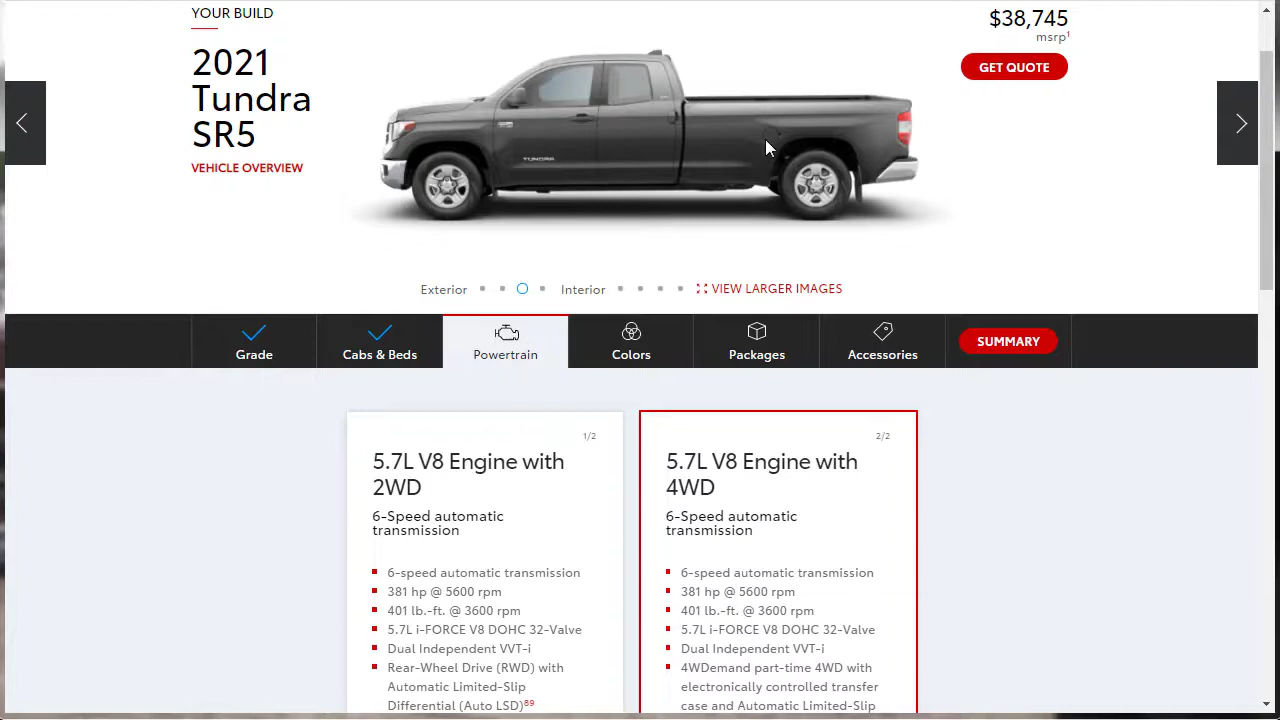 YOUR BUILD
2021
Tundra
SR5
VEHICLE OVERVIEW
$38,745
msrp1
GET QUOTE
TUNDRA
Exterior
Interior
VIEW LARGER IMAGES
Grade
Cabs & Beds
Powertrain
Colors
Packages
Accessories
SUMMARY
1/2
5.7L V8 Engine with
2WD
6-Speed automatic
transmission
6-speed automatic transmission
381 hp @ 5600 rpm
401 lb.-ft. @ 3600 rpm
5.7L i-FORCE V8 DOHC 32-Valve
Dual Independent VVT-i
Rear-Wheel Drive (RWD) with
Automatic Limited-Slip
Differential (Auto LSD)89
2/2
5.7L V8 Engine with
4WD
6-Speed automatic
transmission
6-speed automatic transmission
381 hp @ 5600 rpm
401 lb.-ft. @ 3600 rpm
5.7L i-FORCE V8 DOHC 32-Valve
Dual Independent VVT-i
4WDemand part-time 4WD with
electronically controlled transfer
case and Automatic Limited-Slip